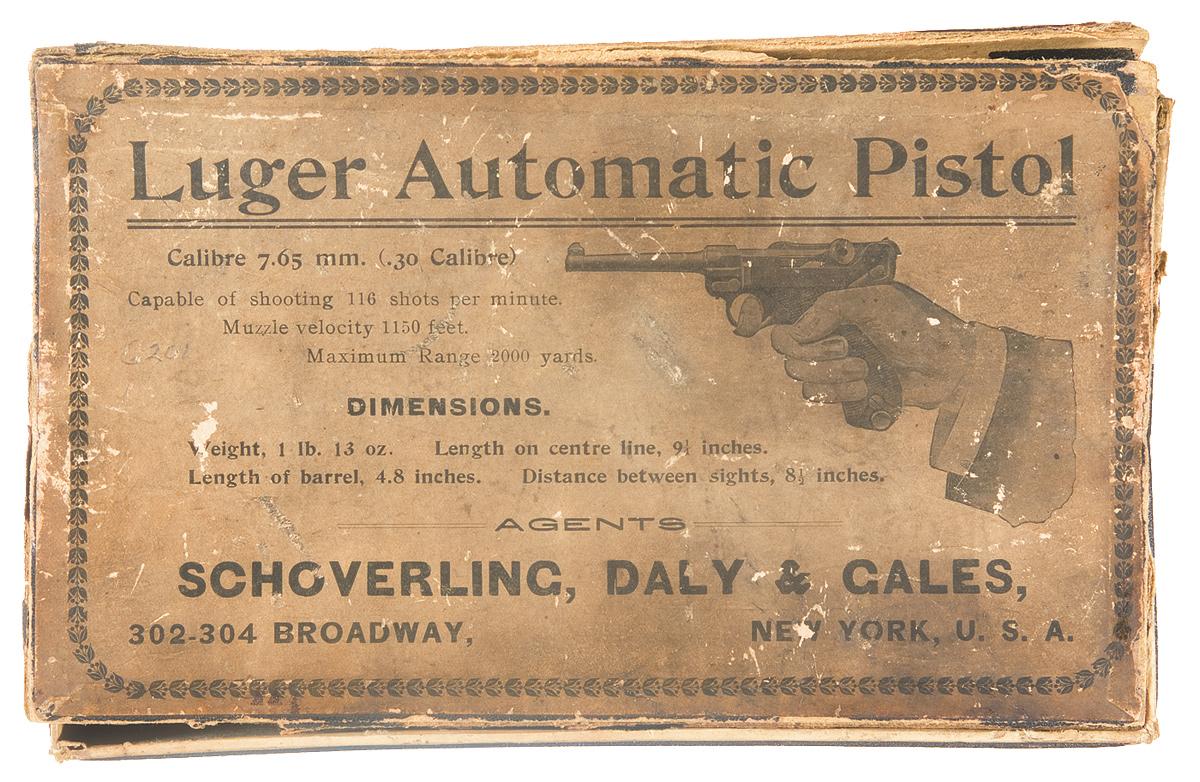 Luger Automatic Pistol
Calibre 7.65 mm. (.30 Calibre)
Capable of shooting 116 shots per minute.
Muzzle velocity 1150 feet.
Maximum Range 2000 yards.
DIMENSIONS.
Weight, 1 lb. 13 oz. Length on centre line, 9¼ inches.
Length of barrel, 4.8 inches. Distance between sights, 8½ inches.
AGENTS
SCHOVERLING, DALY & GALES,
302-304 BROADWAY, NEW YORK, U. S. A.